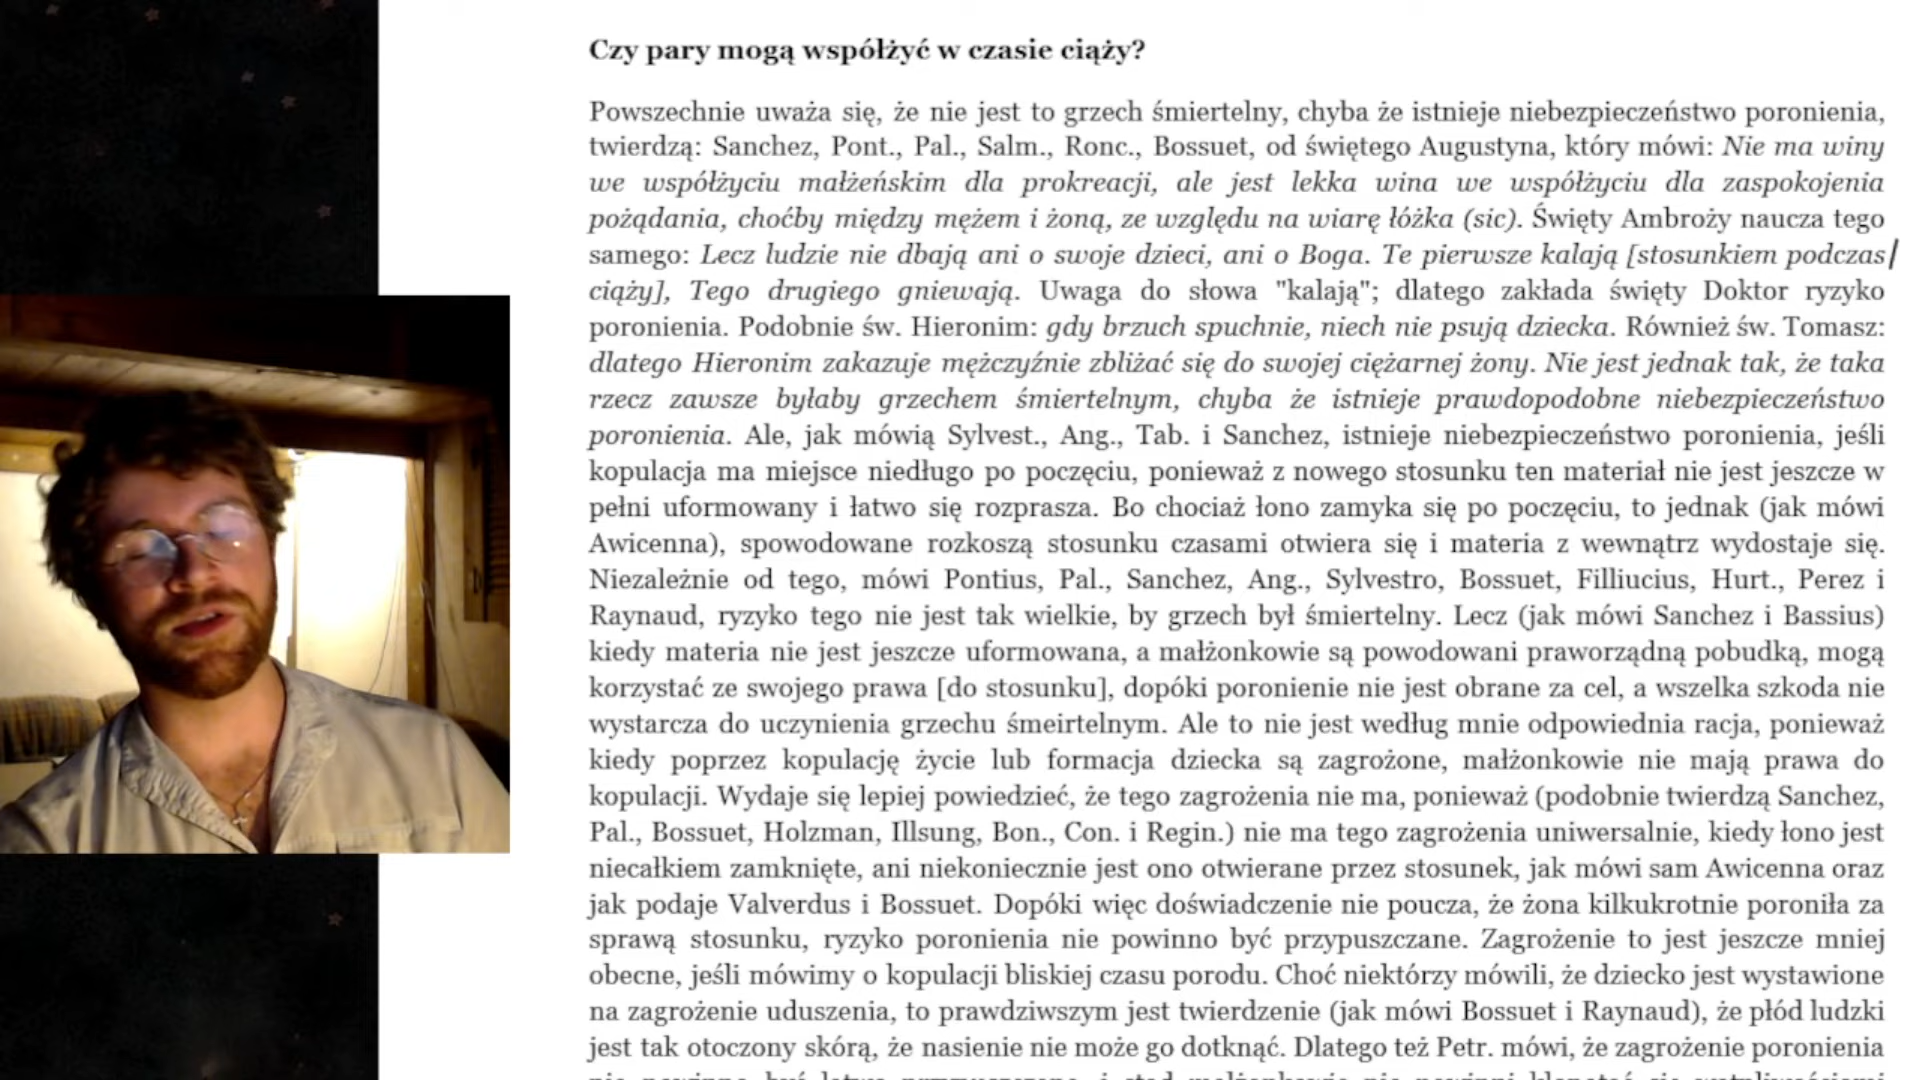 Czy pary mogą współżyć w czasie ciąży?
Powszechnie uważa się, że nie jest to grzech śmiertelny, chyba że istnieje niebezpieczeństwo poronienia,
twierdzą: Sanchez, Pont., Pal., Salm., Ronc., Bossuet, od świętego Augustyna, który mówi: Nie ma winy
we współżyciu małżeńskim dla prokreacji, ale jest lekka wina we współżyciu dla zaspokojenia
pożądania, choćby między mężem i żoną, ze względu na wiarę łóżka (sic). Święty Ambroży naucza tego
samego: Lecz ludzie nie dbają ani o swoje dzieci, ani o Boga. Te pierwsze kalają [stosunkiem podczas
ciąży], Tego drugiego gniewają. Uwaga do słowa "kalają"; dlatego zakłada święty Doktor ryzyko
poronienia. Podobnie św. Hieronim: gdy brzuch spuchnie, niech nie psują dziecka. Również św. Tomasz:
dlatego Hieronim zakazuje mężczyźnie zbliżać się do swojej ciężarnej żony. Nie jest jednak tak, że taka
rzecz zawsze byłaby grzechem śmiertelnym, chyba że istnieje prawdopodobne niebezpieczeństwo
poronienia. Ale, jak mówią Sylvest., Ang., Tab. i Sanchez, istnieje niebezpieczeństwo poronienia, jeśli
kopulacja ma miejsce niedługo po poczęciu, ponieważ z nowego stosunku ten materiał nie jest jeszcze w
pełni uformowany i łatwo się rozprasza. Bo chociaż łono zamyka się po poczęciu, to jednak (jak mówi
Awicenna), spowodowane rozkoszą stosunku czasami otwiera się i materia z wewnątrz wydostaje się.
Niezależnie od tego, mówi Pontius, Pal., Sanchez, Ang., Sylvestro, Bossuet, Filliucius, Hurt., Perez i
Raynaud, ryzyko tego nie jest tak wielkie, by grzech był śmiertelny. Lecz (jak mówi Sanchez i Bassius)
kiedy materia nie jest jeszcze uformowana, a małżonkowie są powodowani praworządną pobudką, mogą
korzystać ze swojego prawa [do stosunku], dopóki poronienie nie jest obrane za cel, a wszelka szkoda nie
wystarcza do uczynienia grzechu śmeirtelnym. Ale to nie jest według mnie odpowiednia racja, ponieważ
kiedy poprzez kopulację życie lub formacja dziecka są zagrożone, małżonkowie nie mają prawa do
kopulacji. Wydaje się lepiej powiedzieć, że tego zagrożenia nie ma, ponieważ (podobnie twierdzą Sanchez,
Pal., Bossuet, Holzman, Illsung, Bon., Con. i Regin.) nie ma tego zagrożenia uniwersalnie, kiedy łono jest
niecałkiem zamknięte, ani niekoniecznie jest ono otwierane przez stosunek, jak mówi sam Awicenna oraz
jak podaje Valverdus i Bossuet. Dopóki więc doświadczenie nie poucza, że żona kilkukrotnie poroniła za
sprawą stosunku, ryzyko poronienia nie powinno być przypuszczane. Zagrożenie to jest jeszcze mniej
obecne, jeśli mówimy o kopulacji bliskiej czasu porodu. Choć niektórzy mówili, że dziecko jest wystawione
na zagrożenie uduszenia, to prawdziwszym jest twierdzenie (jak mówi Bossuet i Raynaud), że płód ludzki
jest tak otoczony skórą, że nasienie nie może go dotknąć. Dlatego też Petr. mówi, że zagrożenie poronienia